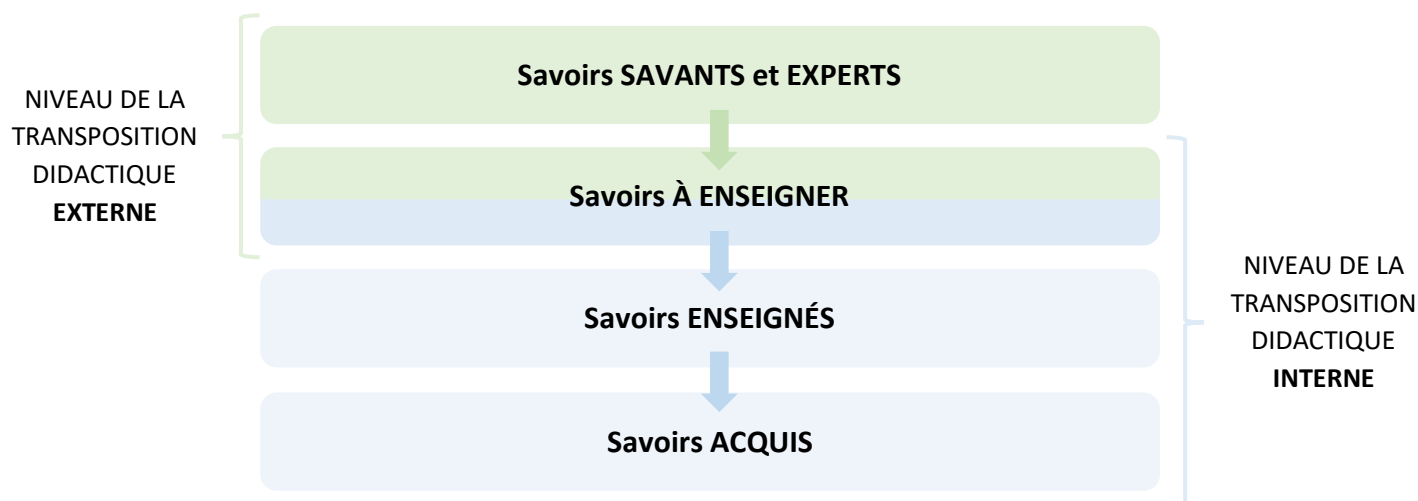 NIVEAU DE LA
TRANSPOSITION
DIDACTIQUE
EXTERNE
Savoirs SAVANTS et EXPERTS
Savoirs À ENSEIGNER
Savoirs ENSEIGNÉS
Savoirs ACQUIS
NIVEAU DE LA
TRANSPOSITION
DIDACTIQUE
INTERNE